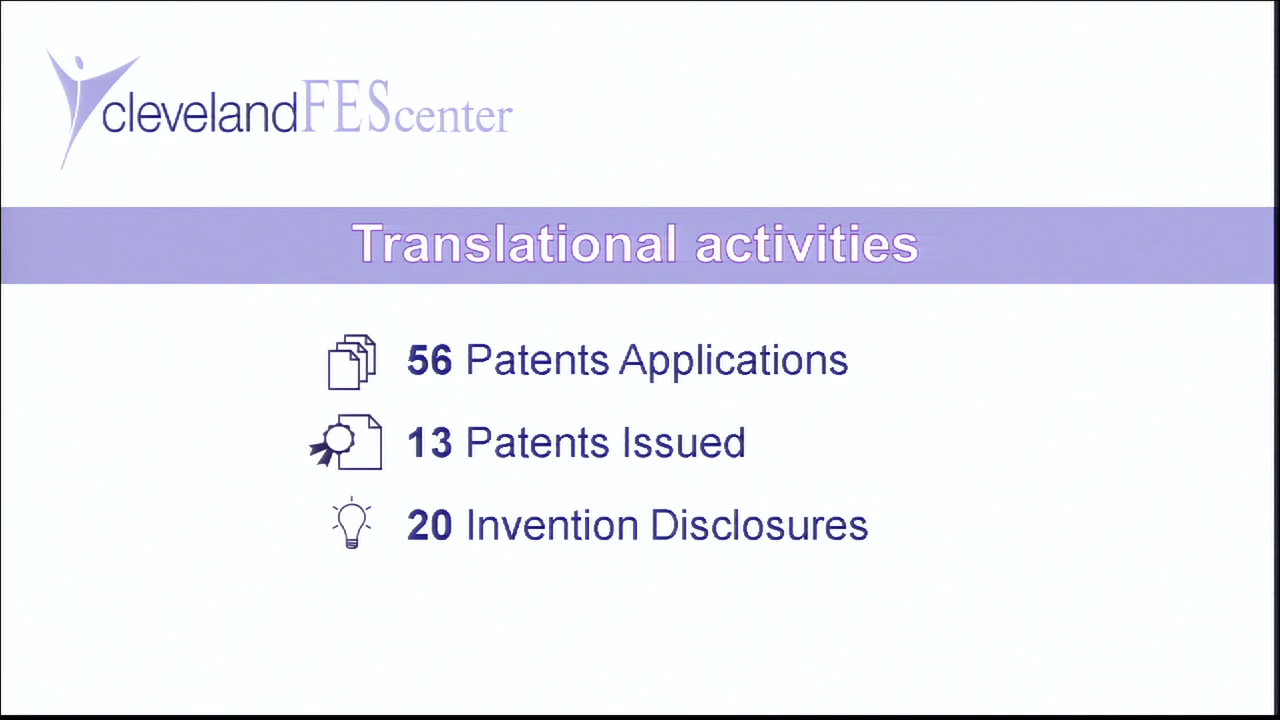 clevelandFEScenter
Translational activities
56 Patents Applications
13 Patents Issued
20 Invention Disclosures